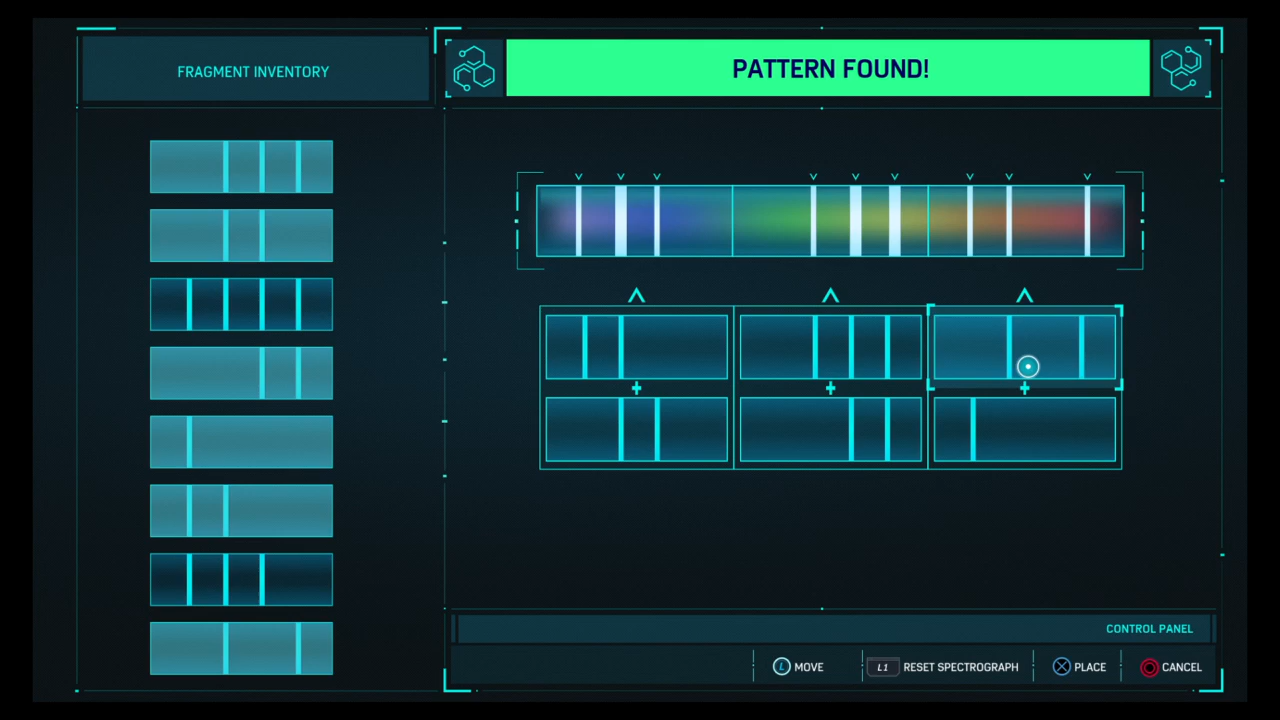 FRAGMENT INVENTORY
PATTERN FOUND!
CONTROL PANEL
L MOVE
L1 RESET SPECTROGRAPH
PLACE
CANCEL